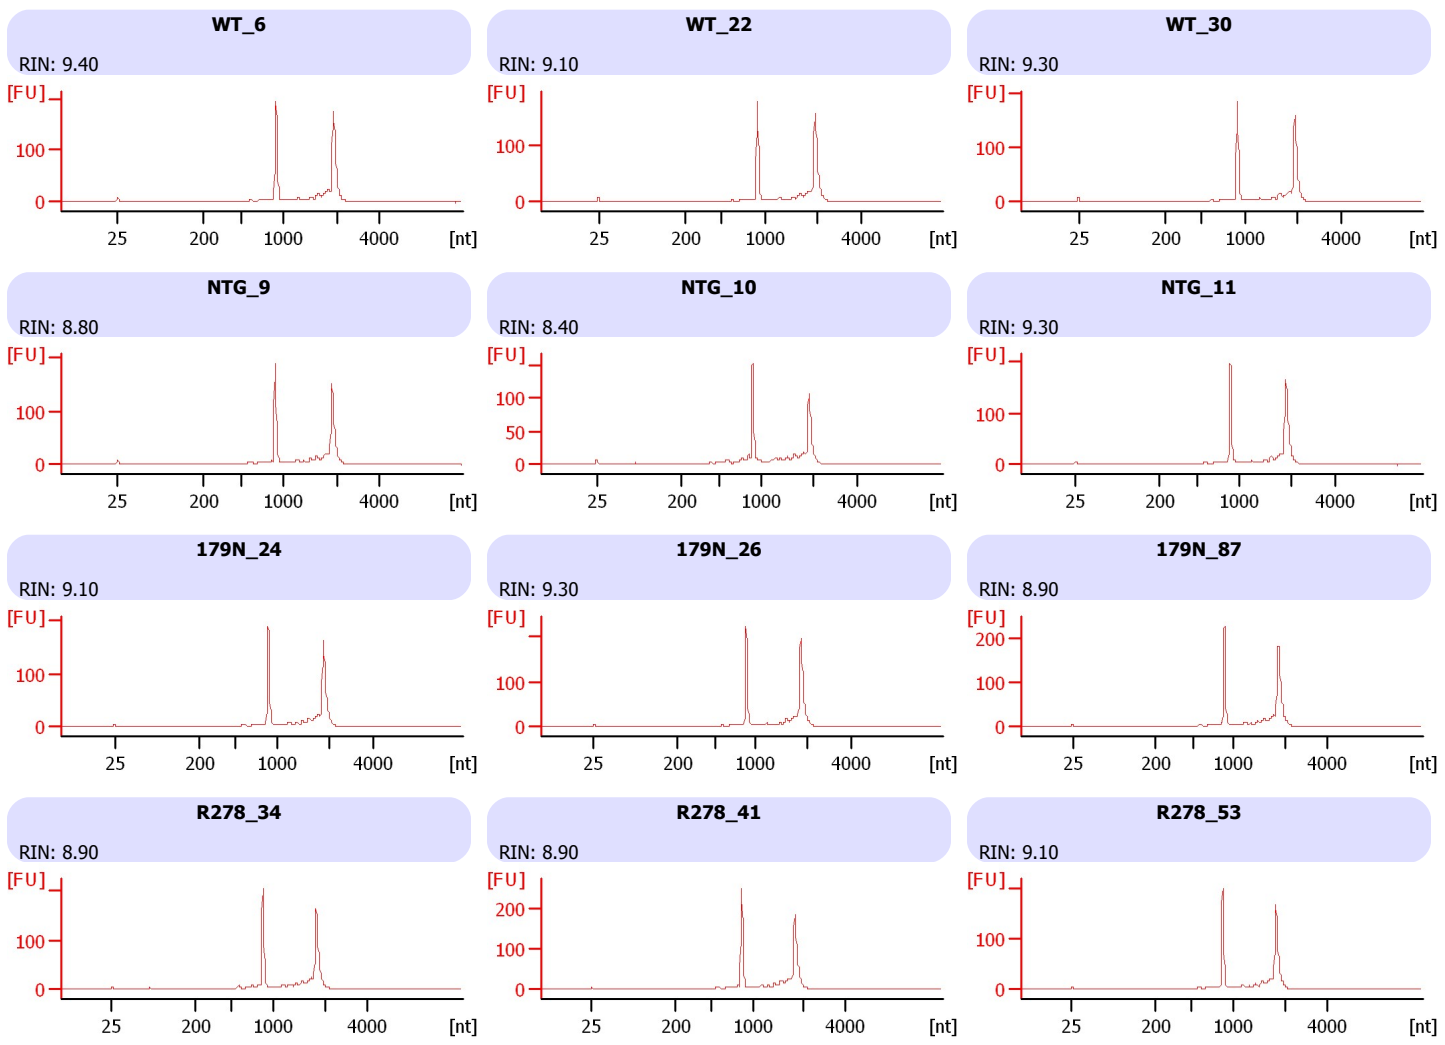 WT_6
WT_22
WT_30
RIN: 9.40
RIN: 9.10
RIN: 9.30
[FU]
[FU]
[FU]
100
100
100
0
0
0
25 200 1000 4000 [nt]
25 200 1000 4000 [nt]
25 200 1000 4000 [nt]
NTG_9
NTG_10
NTG_11
RIN: 8.80
RIN: 8.40
RIN: 9.30
[FU]
[FU]
[FU]
100
100
100
50
0
0
0
25 200 1000 4000 [nt]
25 200 1000 4000 [nt]
25 200 1000 4000 [nt]
179N_24
179N_26
179N_87
RIN: 9.10
RIN: 9.30
RIN: 8.90
[FU]
[FU]
[FU]
200
100
100
100
0
0
0
25 200 1000 4000 [nt]
25 200 1000 4000 [nt]
25 200 1000 4000 [nt]
R278_34
R278_41
R278_53
RIN: 8.90
RIN: 8.90
RIN: 9.10
[FU]
[FU]
[FU]
200
100
100
100
0
0
0
25 200 1000 4000 [nt]
25 200 1000 4000 [nt]
25 200 1000 4000 [nt]